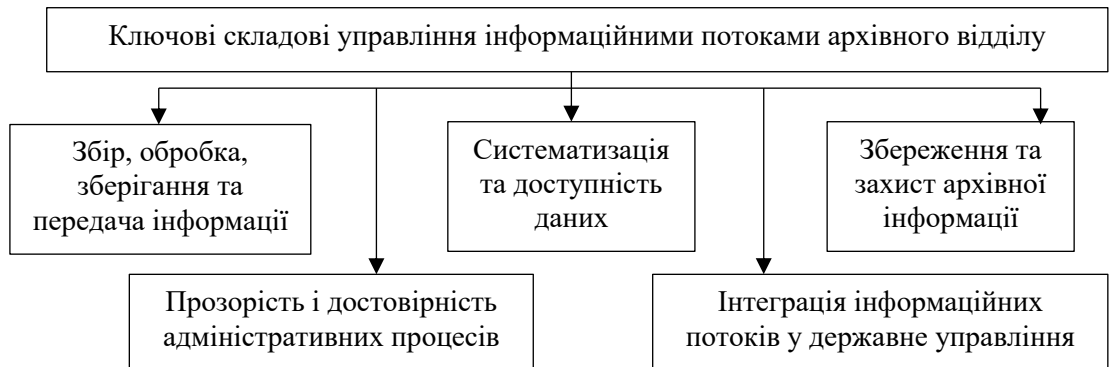 Ключові складові управління інформаційними потоками архівного відділу
Збір, обробка,
зберігання та
передача інформації
Систематизація
та доступність
даних
Збереження та
захист архівної
інформації
Прозорість і достовірність
адміністративних процесів
Інтеграція інформаційних
потоків у державне управління